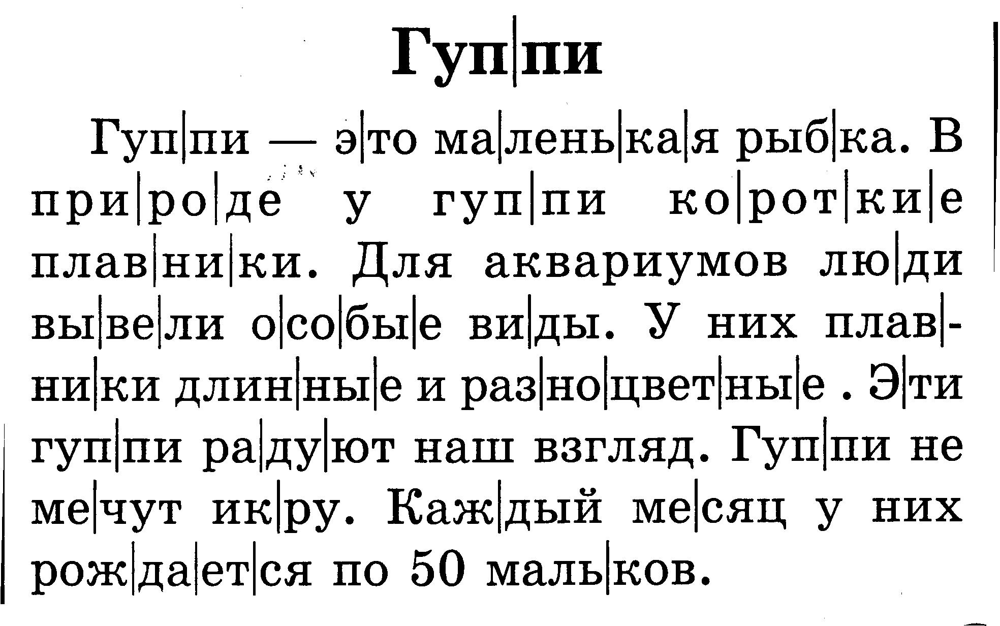 Гуп|пи
Гуп|пи — э|то ма|лень|ка|я рыб|ка. В
при|ро|де у гуп|пи ко|рот|ки|е
плав|ни|ки. Для аквариумов лю|ди
вы|ве|ли о|со|бы|е ви|ды. У них плав|-
ни|ки длин|ны|е и раз|но|цвет|ны|е . Э|ти
гуп|пи ра|ду|ют наш взгляд. Гуп|пи не
ме|чут ик|ру. Каж|дый ме|сяц у них
рож|да|ет|ся по 50 маль|ков.